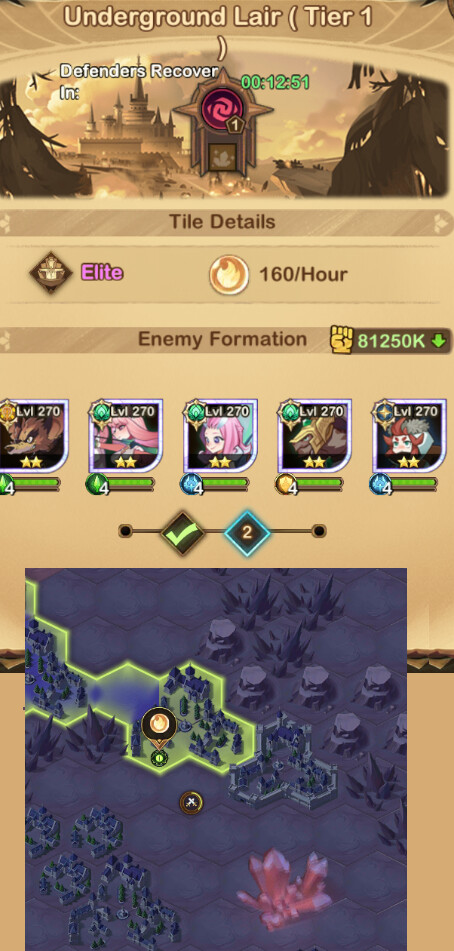 Underground Lair ( Tier 1
)
Defenders Recover
In:
00:12:51
1
Tile Details
Elite
160/Hour
Enemy Formation
81250K
Lvl 270
Lvl 270
Lvl 270
Lvl 270
Lvl 270
4
4
4
4
4
2